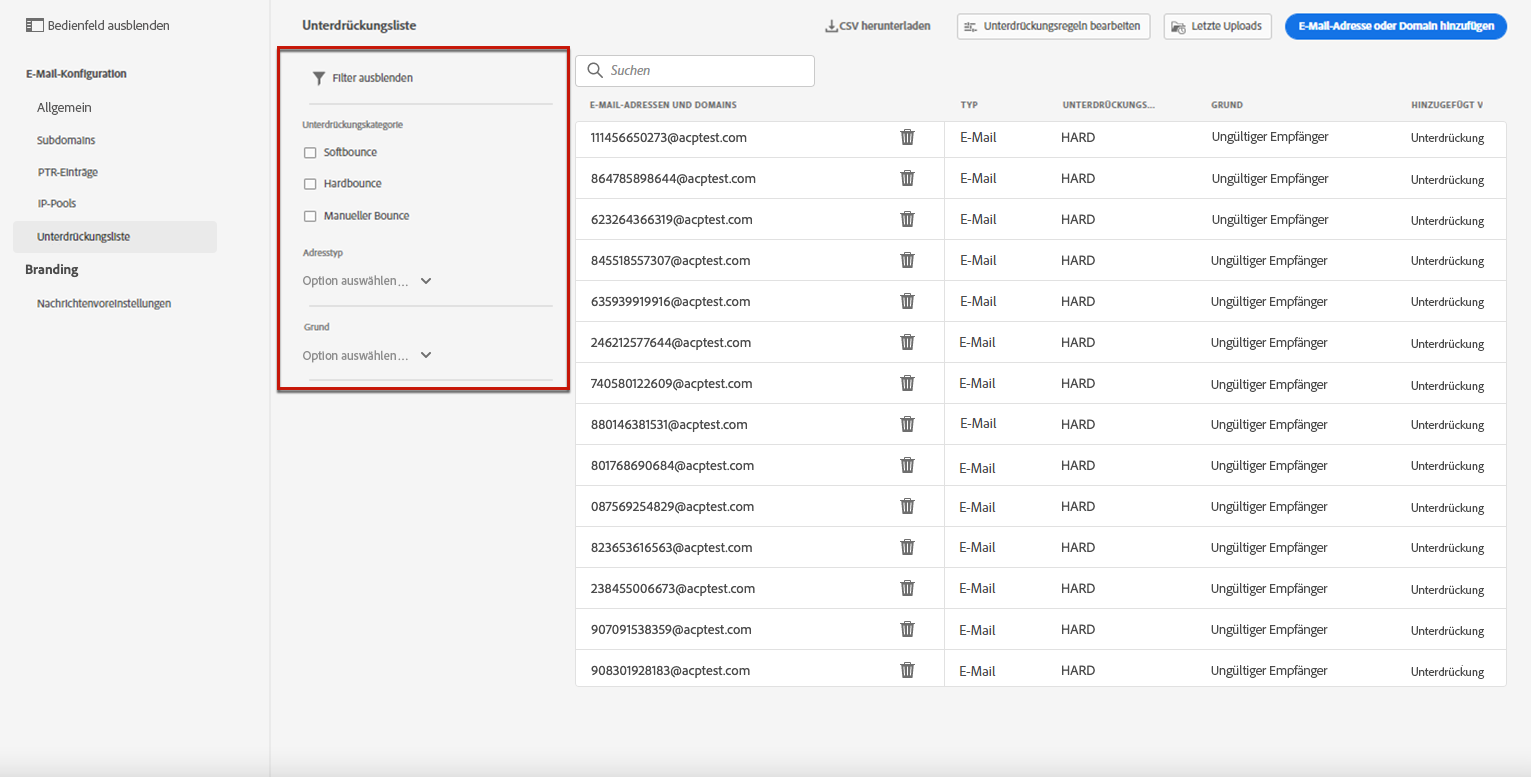 Bedienfeld ausblenden
E-Mail-Konfiguration
Allgemein
Subdomains
PTR-Einträge
IP-Pools
Unterdrückungsliste
Branding
Nachrichtenvoreinstellungen
Unterdrückungsliste
CSV herunterladen
Unterdrückungsregeln bearbeiten
Letzte Uploads
E-Mail-Adresse oder Domain hinzufügen
Filter ausblenden
Unterdrückungskategorie
Softbounce
Hardbounce
Manueller Bounce
Adresstyp
Option auswählen...
Grund
Option auswählen...
Suchen
E-MAIL-ADRESSEN UND DOMAINS TYP UNTERDRÜCKUNGS... GRUND HINZUGEFÜGT V
111456650273@acptest.com E-Mail HARD Ungültiger Empfänger Unterdrückung
864785898644@acptest.com E-Mail HARD Ungültiger Empfänger Unterdrückung
623264366319@acptest.com E-Mail HARD Ungültiger Empfänger Unterdrückung
845518557307@acptest.com E-Mail HARD Ungültiger Empfänger Unterdrückung
635939919916@acptest.com E-Mail HARD Ungültiger Empfänger Unterdrückung
246212577644@acptest.com E-Mail HARD Ungültiger Empfänger Unterdrückung
740580122609@acptest.com E-Mail HARD Ungültiger Empfänger Unterdrückung
880146381531@acptest.com E-Mail HARD Ungültiger Empfänger Unterdrückung
801768690684@acptest.com E-Mail HARD Ungültiger Empfänger Unterdrückung
087569254829@acptest.com E-Mail HARD Ungültiger Empfänger Unterdrückung
823653616563@acptest.com E-Mail HARD Ungültiger Empfänger Unterdrückung
238455006673@acptest.com E-Mail HARD Ungültiger Empfänger Unterdrückung
907091538359@acptest.com E-Mail HARD Ungültiger Empfänger Unterdrückung
908301928183@acptest.com E-Mail HARD Ungültiger Empfänger Unterdrückung